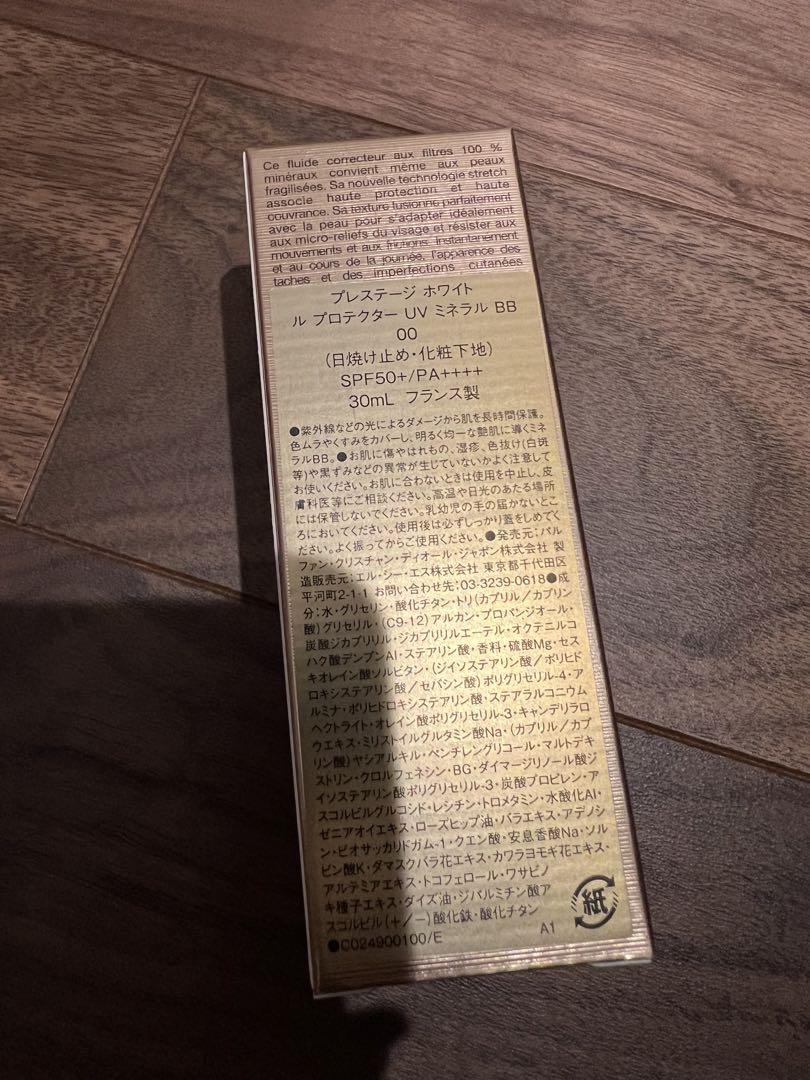 Ce fluide correcteur aux filtres 100 %
minéraux convient même aux peaux
fragilisées. Sa nouvelle technologie stretch
associe haute protection et haute
couvrance. Sa texture fusionne parfaitement
avec la peau pour s'adapter idéalement
aux micro-reliefs du visage et résister aux
mouvements et aux frictions. Instantanément
et au cours de la journée, l'apparence des
taches et des imperfections cutanées
プレステージ ホワイト
ル プロテクター UV ミネラル BB
00
(日焼け止め・化粧下地)
SPF50+/PA++++
30mL フランス製
●紫外線などの光によるダメージから肌を長時間保護。
色ムラやくすみをカバーし、明るく均一な艶肌に導くミネ
ラルBB。●お肌に傷やはれもの、湿疹、色抜け(白斑
等)や黒ずみなどの異常が生じていないかよく注意して
お使いください。お肌に合わないときは使用を中止し、皮
膚科医等にご相談ください。高温や日光のあたる場所
には保管しないでください。乳幼児の手の届かないとこ
ろにおいてください。使用後は必ずしっかり蓋をしめてく
ださい。よく振ってからご使用ください。●発売元:パル
ファン・クリスチャン・ディオール・ジャポン株式会社 製
造販売元:エル・シー・エス株式会社 東京都千代田区
平河町2-1-1 お問い合わせ先:03-3239-0618●成
分:水・グリセリン・酸化チタン・トリ(カプリル/カプリン
酸)グリセリル・(C9-12)アルカン・プロパンジオール・
炭酸ジカプリリル・ジカプリリルエーテル・オクテニルコ
ハク酸デンプンAl・ステアリン酸・香料・硫酸Mg・セス
キオレイン酸ソルビタン・(ジイソステアリン酸/ポリヒド
ロキシステアリン酸/セバシン酸)ポリグリセリル-4・ア
ルミナ・ポリヒドロキシステアリン酸・ステアラルコニウム
ヘクトライト・オレイン酸ポリグリセリル-3・キャンデリラロ
ウエキス・ミリストイルグルタミン酸Na・(カプリル/カプ
リン酸)ヤシアルキル・ペンチレングリコール・マルトデキ
ストリン・クロルフェネシン・BG・ダイマージリノール酸ジ
イソステアリン酸ポリグリセリル-3・炭酸プロピレン・ア
スコルビルグルコシド・レシチン・トロメタミン・水酸化Al・
ゼニアオイエキス・ローズヒップ油・バラエキス・アデノシ
ン・ビオサッカリドガム-1・クエン酸・安息香酸Na・ソル
ビン酸K・ダマスクバラ花エキス・カワラヨモギ花エキス・
アルテミアエキス・トコフェロール・ワサビノ
キ種子エキス・ダイズ油・ジパルミチン酸ア
スコルビル(+/-)酸化鉄・酸化チタン
●C024900100/E
A1
紙